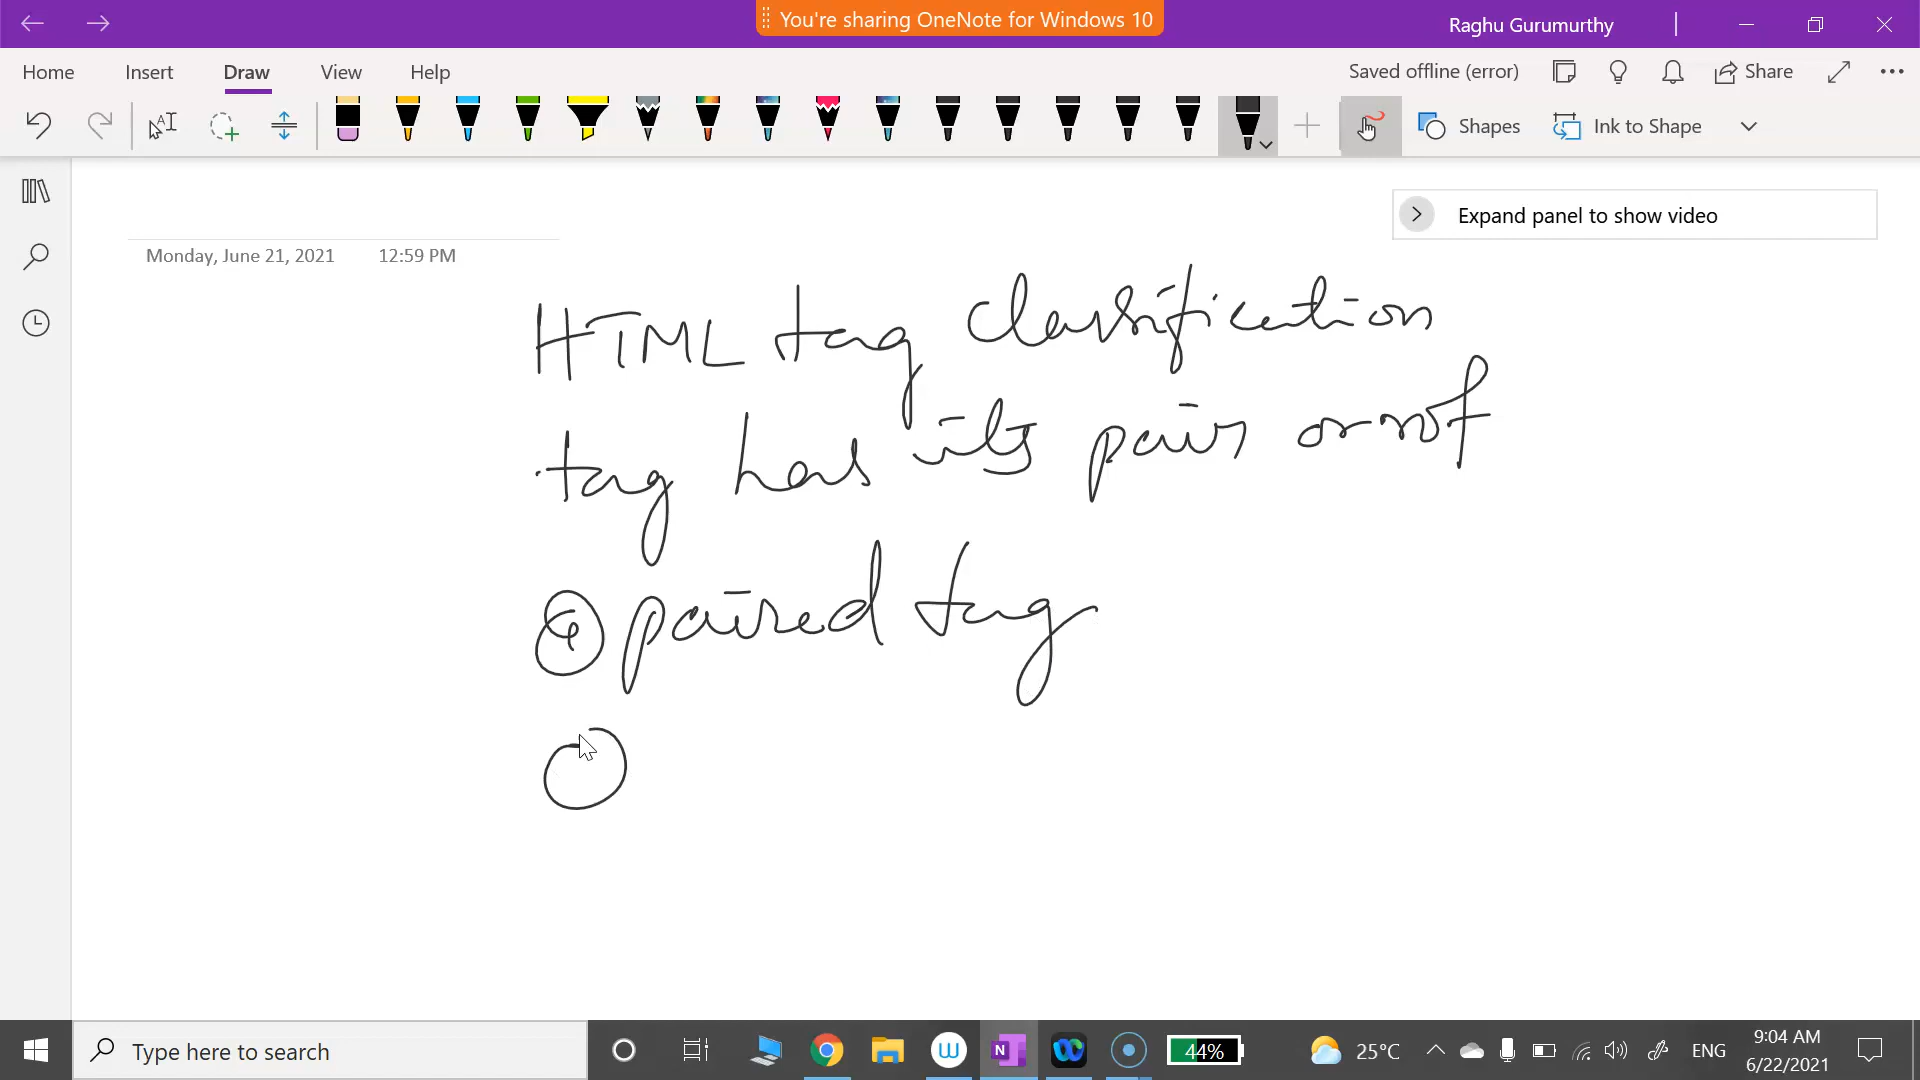 You're sharing OneNote for Windows 10
Raghu Gurumurthy
Home Insert Draw View Help
Saved offline (error) Share
Shapes Ink to Shape
Expand panel to show video
Monday, June 21, 2021 12:59 PM
HTML tag classification
tag has its pair or not
paired tag
Type here to search
44%
25°C
ENG
9:04 AM
6/22/2021